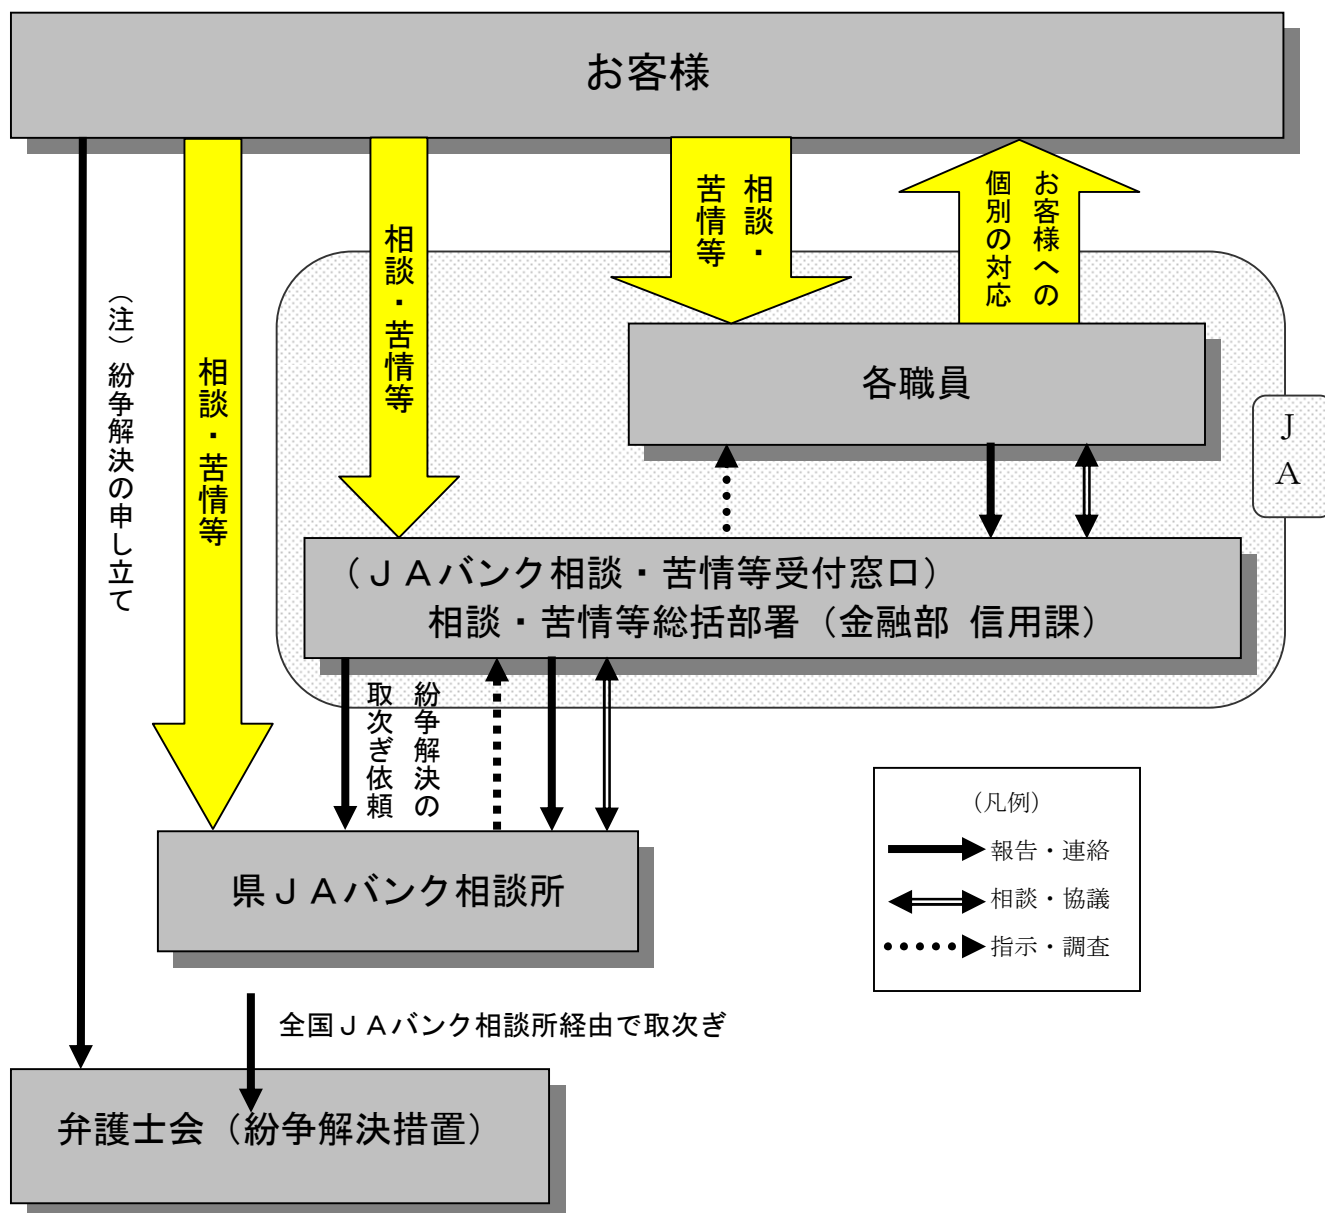 お客様
(注)紛争解決の申し立て
相談・苦情等
相談・苦情等
相談・
苦情等
お客様への
個別の対応
各職員
J
A
(JAバンク相談・苦情等受付窓口)
相談・苦情等総括部署(金融部 信用課)
紛争解決の
取次ぎ依頼
県JAバンク相談所
全国JAバンク相談所経由で取次ぎ
弁護士会(紛争解決措置)
(凡例)
報告・連絡
相談・協議
指示・調査